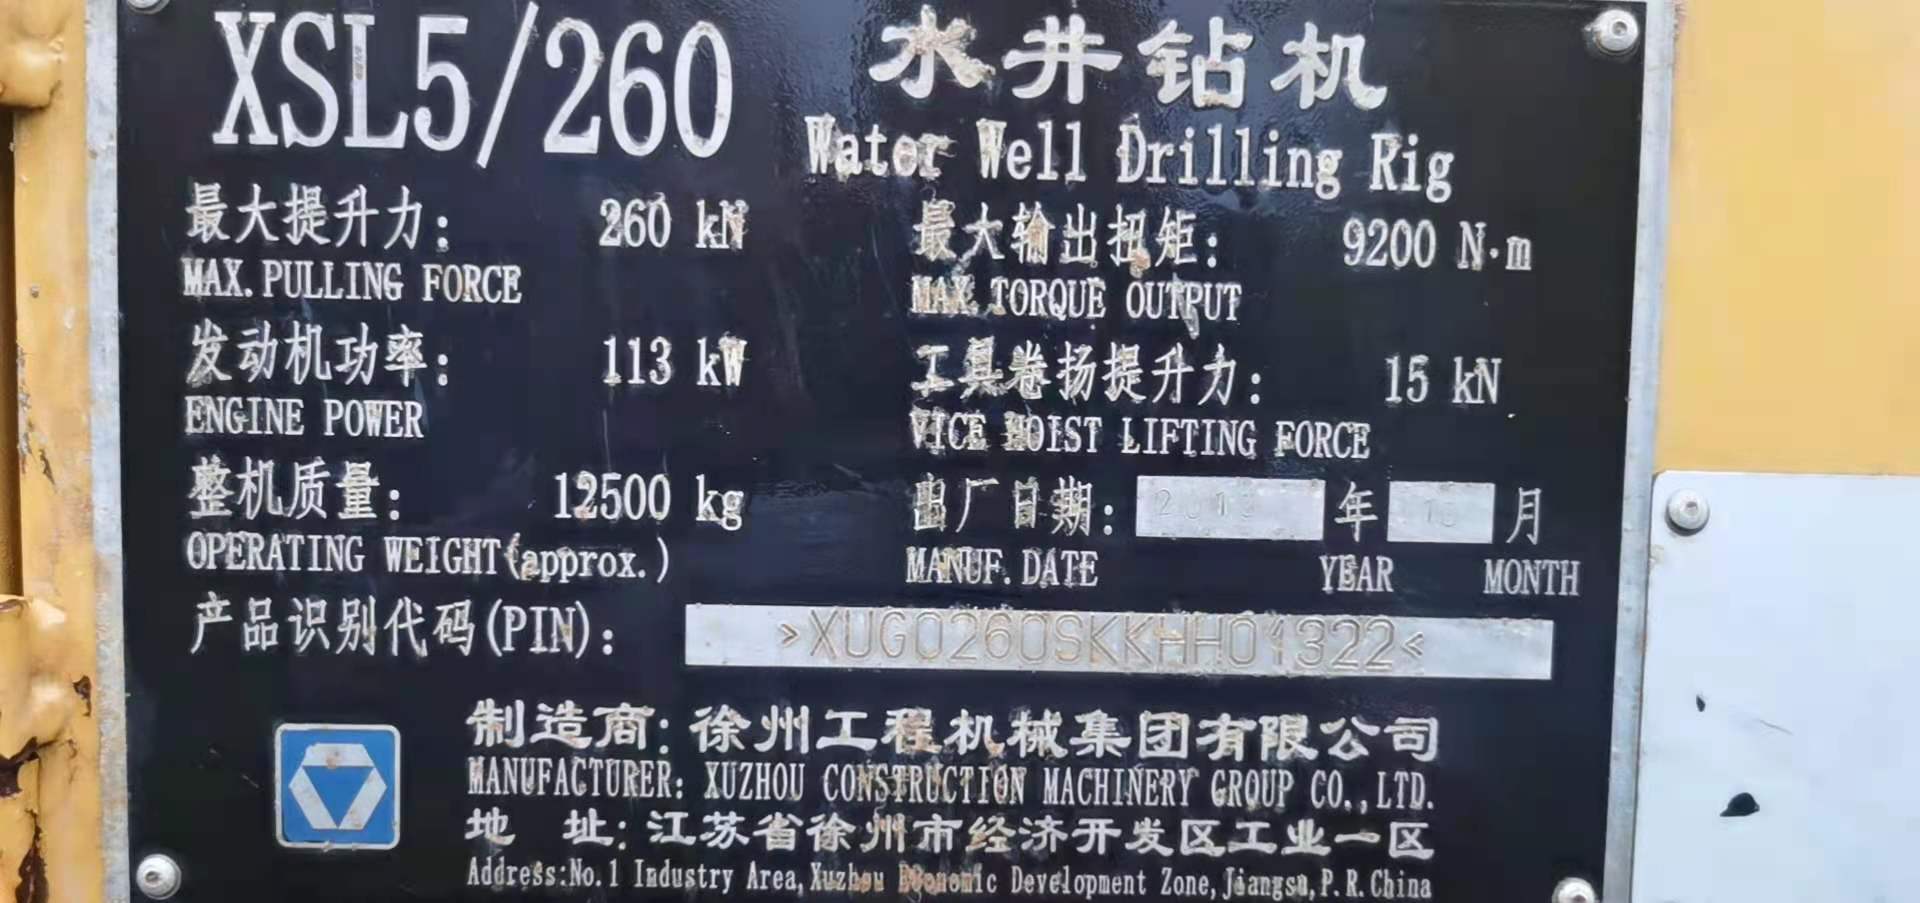 XSL5/260
水井钻机
Water Well Drilling Rig
最大提升力: 260 kN
MAX.PULLING FORCE
最大输出扭矩: 9200 N·m
MAX.TORQUE OUTPUT
发动机功率: 113 kW
ENGINE POWER
工具卷扬提升力: 15 kN
VICE HOIST LIFTING FORCE
整机质量: 12500 kg
OPERATING WEIGHT(approx.)
出厂日期: 年 月
MANUF.DATE YEAR MONTH
产品识别代码(PIN): >XUG0260SKKHH01322<
制造商: 徐州工程机械集团有限公司
MANUFACTURER: XUZHOU CONSTRUCTION MACHINERY GROUP CO.,LTD.
地 址: 江苏省徐州市经济开发区工业一区
Address:No.1 Industry Area,Xuzhou Economic Development Zone,Jiangsu,P.R.China